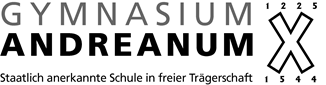 GYMNASIUM
ANDREANUM
Staatlich anerkannte Schule in freier Trägerschaft
1225
X
1544